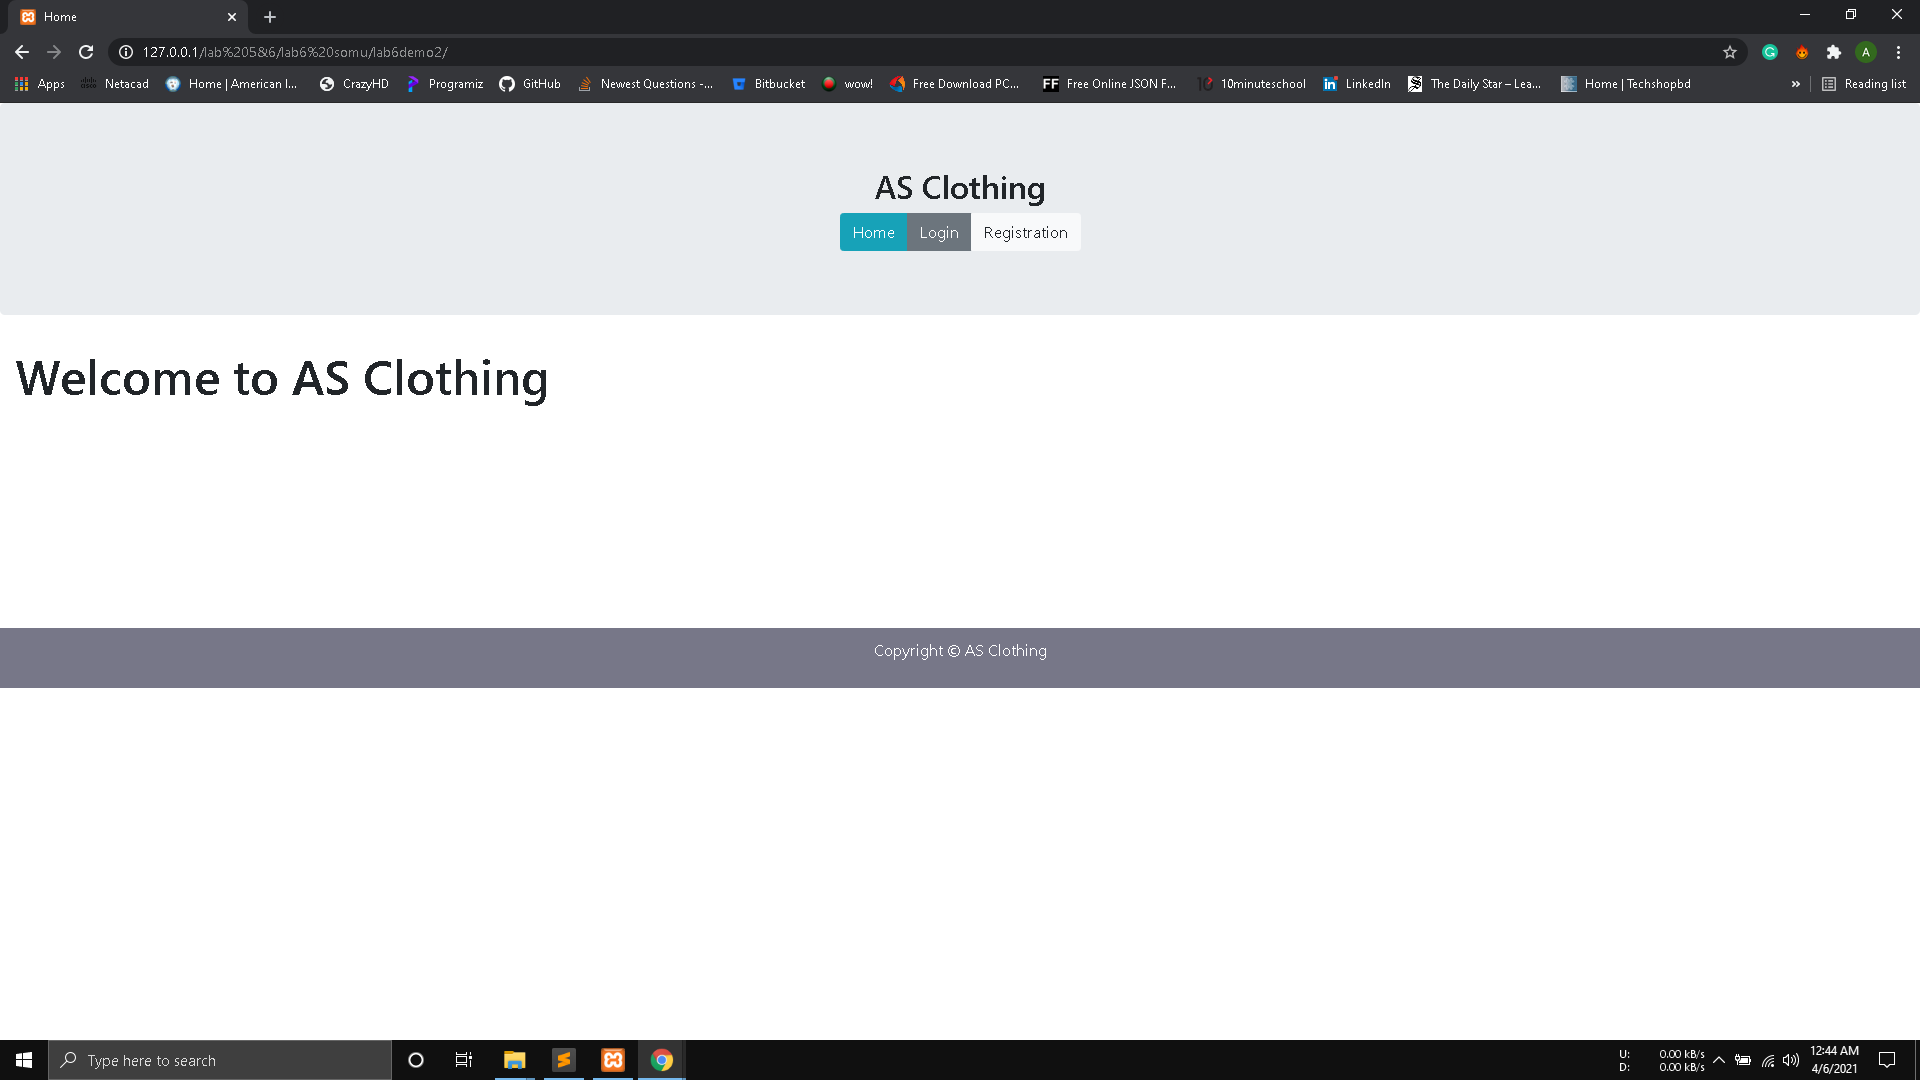 Home
127.0.0.1/lab%205&6/lab6%20somu/lab6demo2/
A
Apps Netacad Home | American I... CrazyHD Programiz GitHub Newest Questions -... Bitbucket wow! Free Download PC... FF Free Online JSON F... 10minuteschool LinkedIn The Daily Star – Lea... Home | Techshopbd » Reading list
AS Clothing
Home Login Registration
Welcome to AS Clothing
Copyright © AS Clothing
Type here to search
U: 0.00 kB/s
D: 0.00 kB/s
12:44 AM
4/6/2021